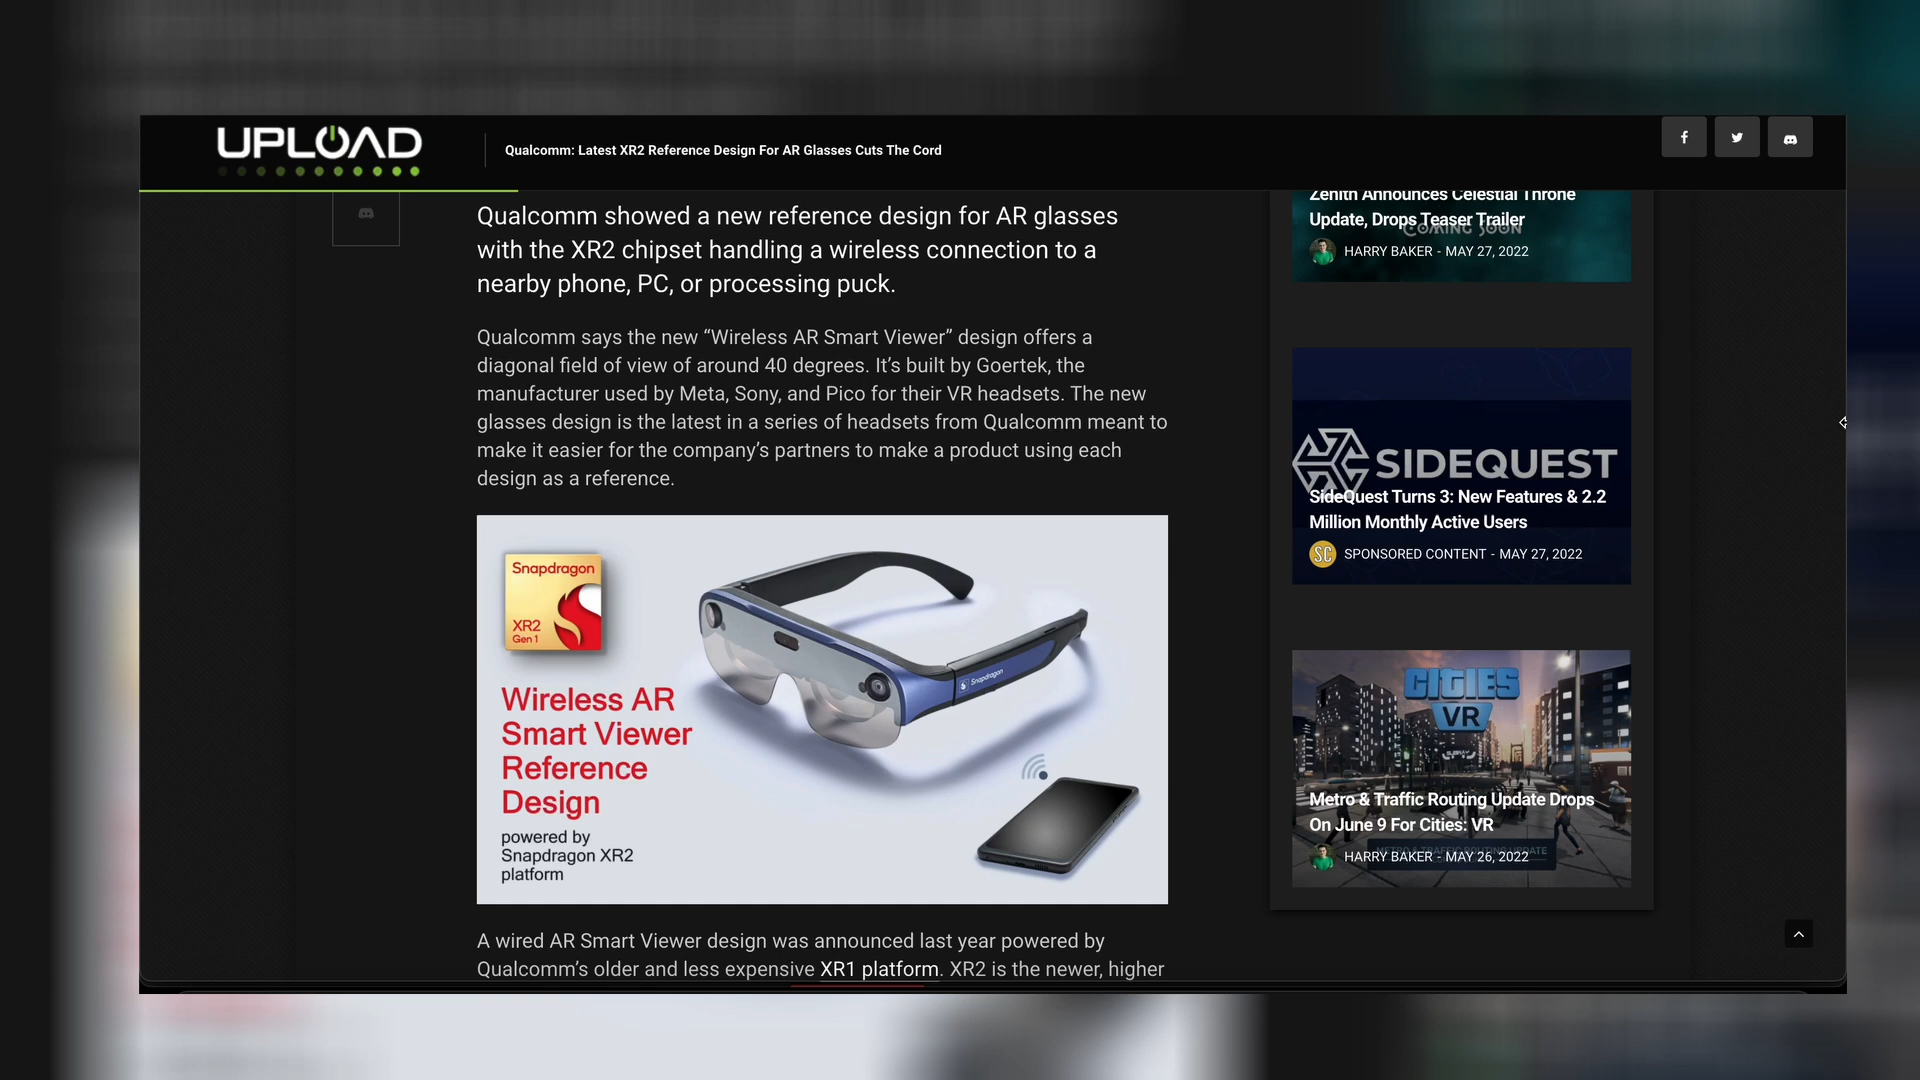 UPLOAD
Qualcomm: Latest XR2 Reference Design For AR Glasses Cuts The Cord
Qualcomm showed a new reference design for AR glasses
with the XR2 chipset handling a wireless connection to a
nearby phone, PC, or processing puck.
Qualcomm says the new “Wireless AR Smart Viewer” design offers a
diagonal field of view of around 40 degrees. It’s built by Goertek, the
manufacturer used by Meta, Sony, and Pico for their VR headsets. The new
glasses design is the latest in a series of headsets from Qualcomm meant to
make it easier for the company’s partners to make a product using each
design as a reference.
Snapdragon
XR2
Gen 1
Wireless AR
Smart Viewer
Reference
Design
powered by
Snapdragon XR2
platform
Snapdragon
A wired AR Smart Viewer design was announced last year powered by
Qualcomm’s older and less expensive XR1 platform. XR2 is the newer, higher
Zenith Announces Celestial Throne
Update, Drops Teaser Trailer
COMING SOON
HARRY BAKER - MAY 27, 2022
SIDEQUEST
SideQuest Turns 3: New Features & 2.2
Million Monthly Active Users
SC
SPONSORED CONTENT - MAY 27, 2022
CITIES
VR
SUBWAY
Metro & Traffic Routing Update Drops
On June 9 For Cities: VR
METRO & TRAFFIC ROUTING UPDATE
HARRY BAKER - MAY 26, 2022